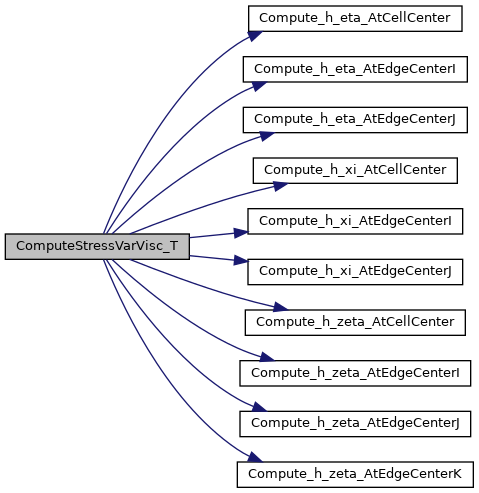 Compute_h_eta_AtCellCenter
Compute_h_eta_AtEdgeCenterI
Compute_h_eta_AtEdgeCenterJ
Compute_h_xi_AtCellCenter
ComputeStressVarVisc_T
Compute_h_xi_AtEdgeCenterI
Compute_h_xi_AtEdgeCenterJ
Compute_h_zeta_AtCellCenter
Compute_h_zeta_AtEdgeCenterI
Compute_h_zeta_AtEdgeCenterJ
Compute_h_zeta_AtEdgeCenterK